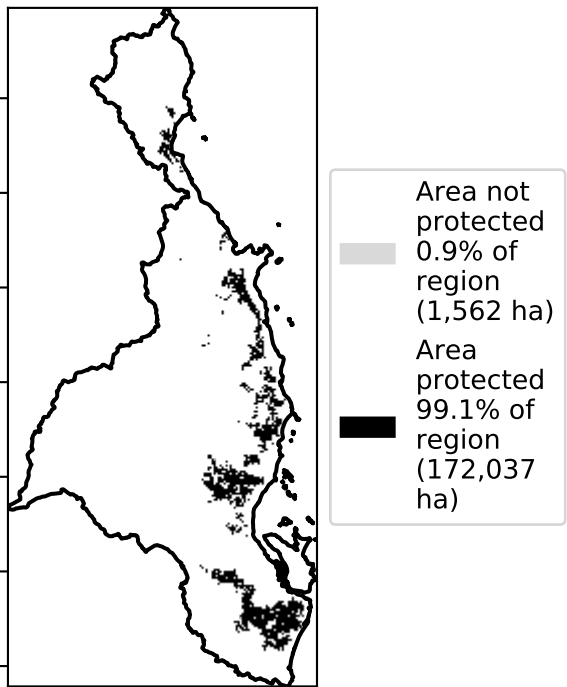 Area not
protected
0.9% of
region
(1,562 ha)
Area
protected
99.1% of
region
(172,037
ha)